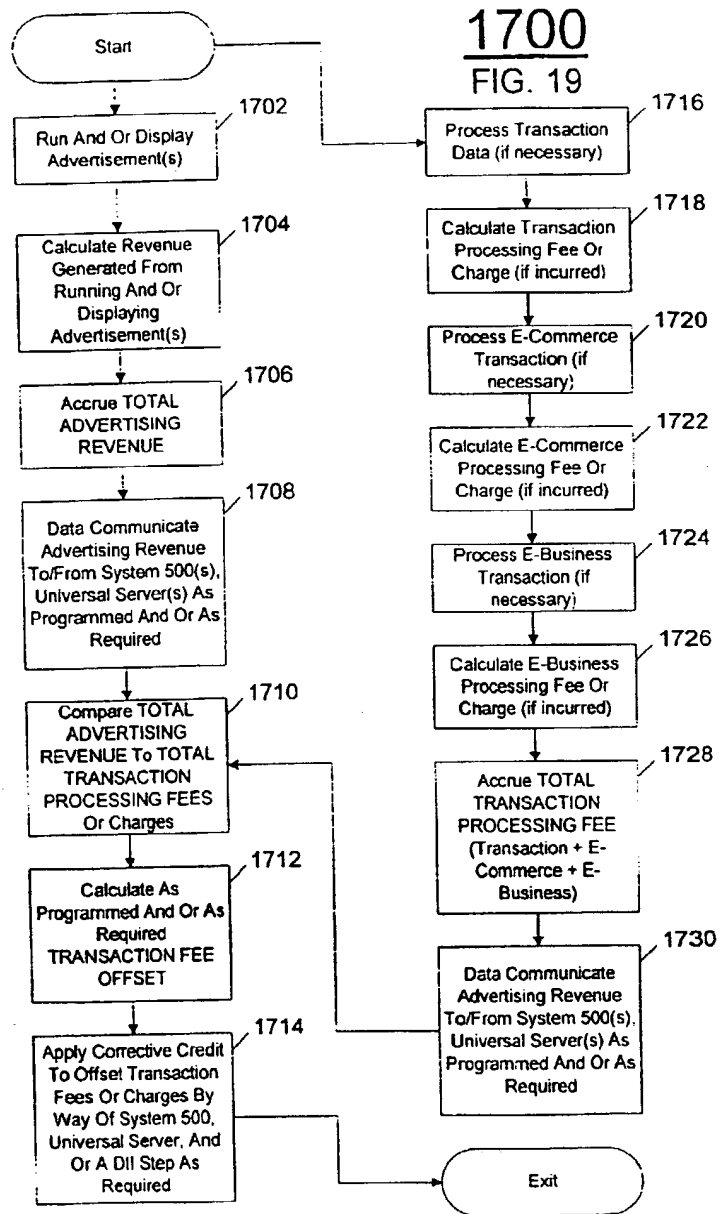 1700
FIG. 19
Start
1702
Run And Or Display
Advertisement(s)
1704
Calculate Revenue
Generated From
Running And Or
Displaying
Advertisement(s)
1706
Accrue TOTAL
ADVERTISING
REVENUE
1708
Data Communicate
Advertising Revenue
To/From System 500(s),
Universal Server(s) As
Programmed And Or As
Required
1710
Compare TOTAL
ADVERTISING
REVENUE To TOTAL
TRANSACTION
PROCESSING FEES
Or Charges
1712
Calculate As
Programmed And Or As
Required
TRANSACTION FEE
OFFSET
1714
Apply Corrective Credit
To Offset Transaction
Fees Or Charges By
Way Of System 500,
Universal Server, And
Or A DII Step As
Required
1716
Process Transaction
Data (if necessary)
1718
Calculate Transaction
Processing Fee Or
Charge (if incurred)
1720
Process E-Commerce
Transaction (if
necessary)
1722
Calculate E-Commerce
Processing Fee Or
Charge (if incurred)
1724
Process E-Business
Transaction (if
necessary)
1726
Calculate E-Business
Processing Fee Or
Charge (if incurred)
1728
Accrue TOTAL
TRANSACTION
PROCESSING FEE
(Transaction + E-
Commerce + E-
Business)
1730
Data Communicate
Advertising Revenue
To/From System 500(s),
Universal Server(s) As
Programmed And Or As
Required
Exit